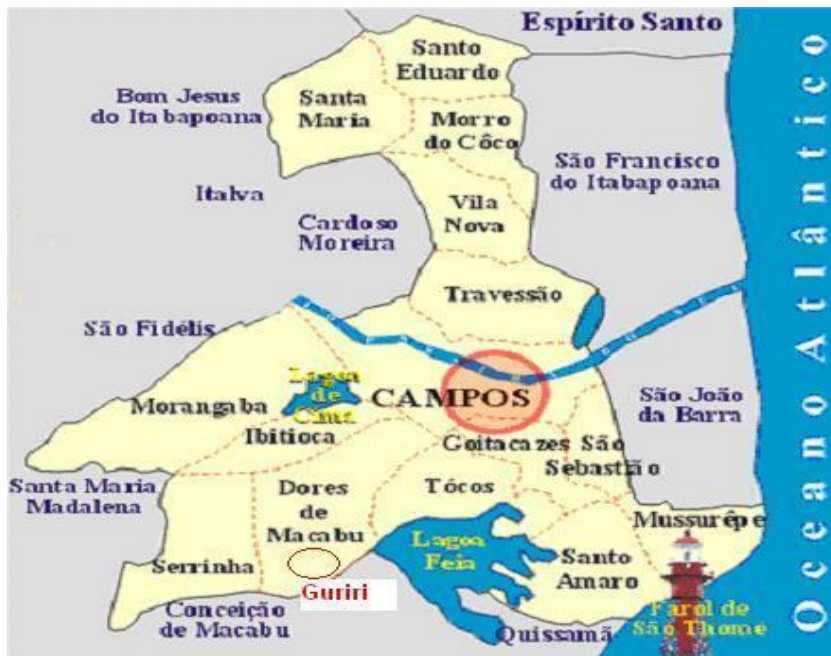 Espírito Santo
Santo
Eduardo
Bom Jesus
do Itabapoana
Santa
Maria
Morro
do Côco
São Francisco
do Itabapoana
Italva
Cardoso
Moreira
Vila
Nova
Travessão
São Fidélis
Lagoa
de
Cima
CAMPOS
Morangaba
São João
da Barra
Ibitioca
Goitacazes
São
Sebastião
Santa Maria
Madalena
Dores
de
Macabu
Tócos
Mussurêpe
Lagoa
Feia
Serrinha
Santo
Amaro
Guriri
Conceição
de Macabu
Quissamã
Farol de
São Thomé
Oceano Atlântico